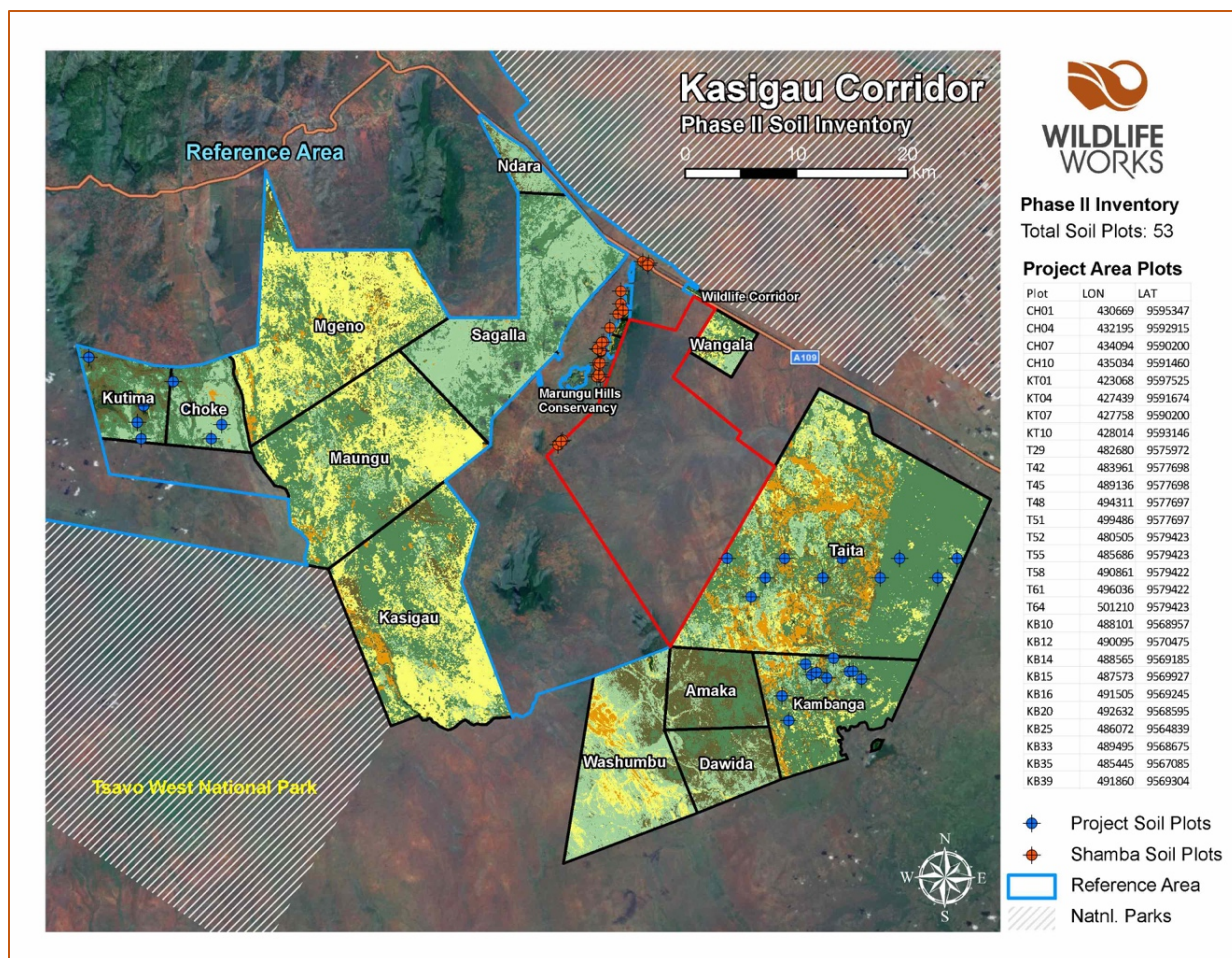 Kasigau Corridor
Phase II Soil Inventory
0 10 20
km
Reference Area
Ndara
Mgeno
Sagalla
Wildlife Corridor
Wangala
A109
Kutima
Choke
Marungu Hills
Conservancy
Maungu
Taita
Kasigau
Amaka
Kambanga
Washumbu
Dawida
Tsavo West National Park
N
W E
S
WILDLIFE
WORKS
Phase II Inventory
Total Soil Plots: 53
Project Area Plots
Plot LON LAT
CH01 430669 9595347
CH04 432195 9592915
CH07 434094 9590200
CH10 435034 9591460
KT01 423068 9597525
KT04 427439 9591674
KT07 427758 9590200
KT10 428014 9593146
T29 482680 9575972
T42 483961 9577698
T45 489136 9577698
T48 494311 9577697
T51 499486 9577697
T52 480505 9579423
T55 485686 9579423
T58 490861 9579422
T61 496036 9579422
T64 501210 9579423
KB10 488101 9568957
KB12 490095 9570475
KB14 488565 9569185
KB15 487573 9569927
KB16 491505 9569245
KB20 492632 9568595
KB25 486072 9564839
KB33 489495 9568675
KB35 485445 9567085
KB39 491860 9569304
Project Soil Plots
Shamba Soil Plots
Reference Area
Natnl. Parks